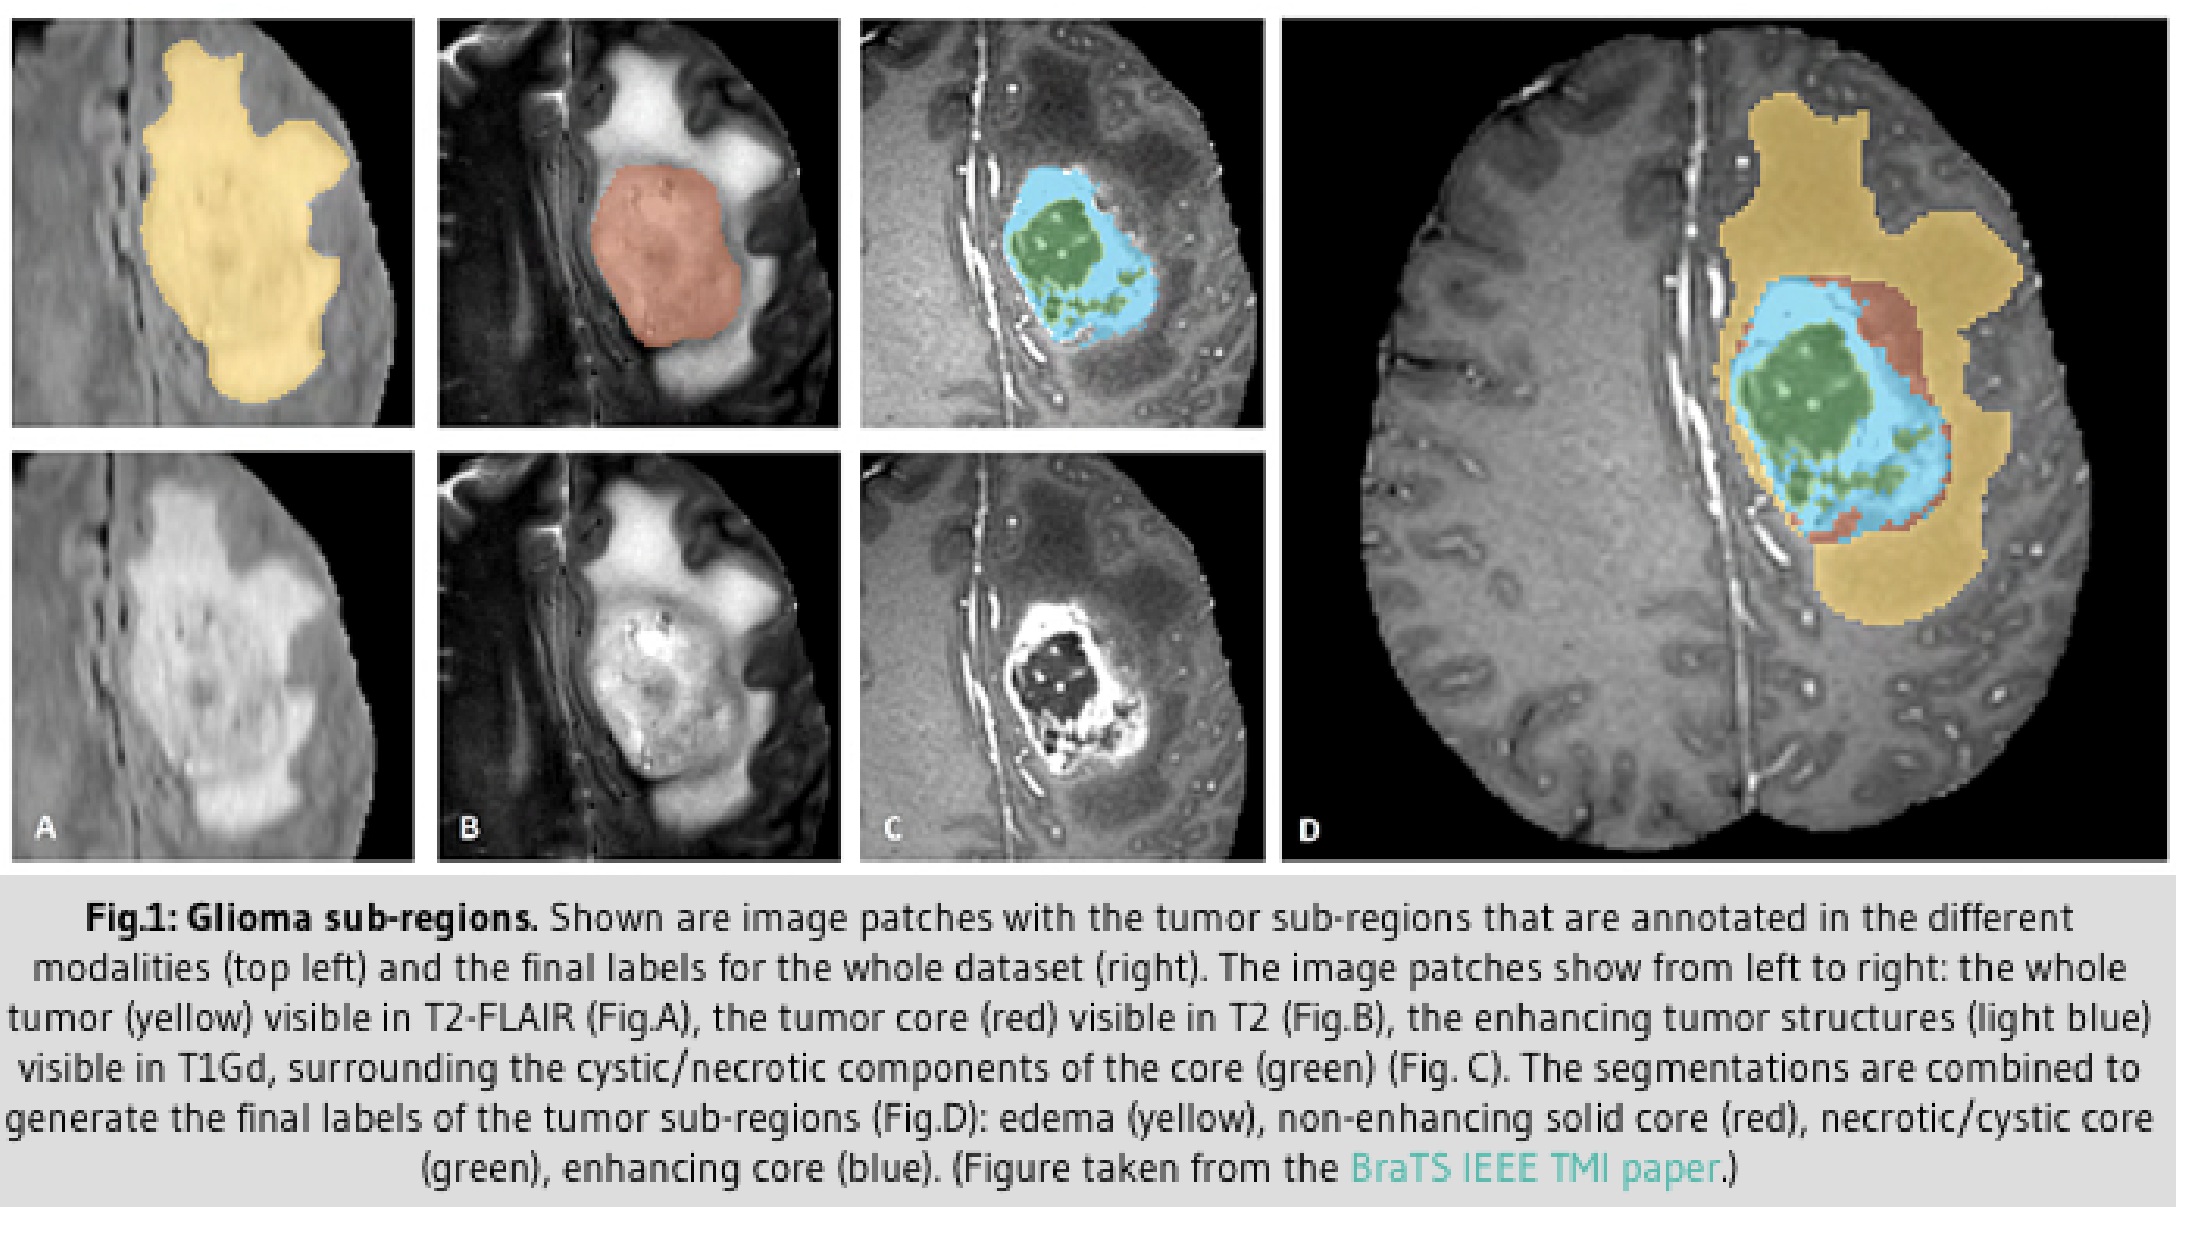 A
B
C
D
Fig.1: Glioma sub-regions. Shown are image patches with the tumor sub-regions that are annotated in the different
modalities (top left) and the final labels for the whole dataset (right). The image patches show from left to right: the whole
tumor (yellow) visible in T2-FLAIR (Fig.A), the tumor core (red) visible in T2 (Fig.B), the enhancing tumor structures (light blue)
visible in T1Gd, surrounding the cystic/necrotic components of the core (green) (Fig. C). The segmentations are combined to
generate the final labels of the tumor sub-regions (Fig.D): edema (yellow), non-enhancing solid core (red), necrotic/cystic core
(green), enhancing core (blue). (Figure taken from the BraTS IEEE TMI paper.)